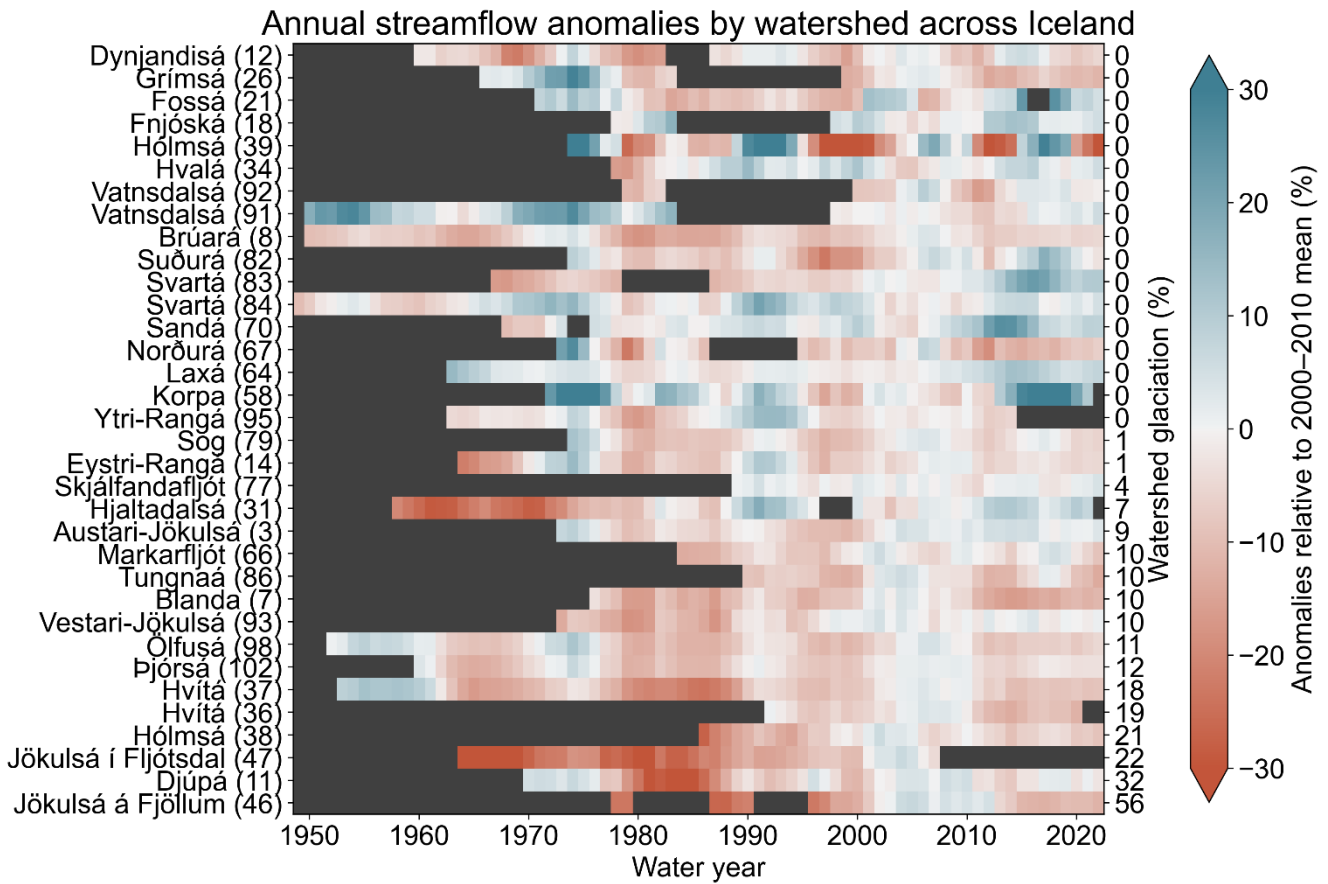 Annual streamflow anomalies by watershed across Iceland
Dynjandisá (12) 0
Grímsá (26) 0
Fossá (21) 0
Fnjóská (18) 0
Hólmsá (39) 0
Hvalá (34) 0
Vatnsdalsá (92) 0
Vatnsdalsá (91) 0
Brúará (8) 0
Suðurá (82) 0
Svartá (83) 0
Svartá (84) 0
Sandá (70) 0
Norðurá (67) 0
Laxá (64) 0
Korpa (58) 0
Ytri-Rangá (95) 0
Sog (79) 1
Eystri-Rangá (14) 1
Skjálfandafljót (77) 4
Hjaltadalsá (31) 7
Austari-Jökulsá (3) 9
Markarfljót (66) 10
Tungnaá (86) 10
Blanda (7) 10
Vestari-Jökulsá (93) 10
Ölfusá (98) 11
Þjórsá (102) 12
Hvítá (37) 18
Hvítá (36) 19
Hólmsá (38) 21
Jökulsá í Fljótsdal (47) 22
Djúpá (11) 32
Jökulsá á Fjöllum (46) 56
1950 1960 1970 1980 1990 2000 2010 2020
Water year
Watershed glaciation (%)
30
20
10
0
−10
−20
−30
Anomalies relative to 2000–2010 mean (%)